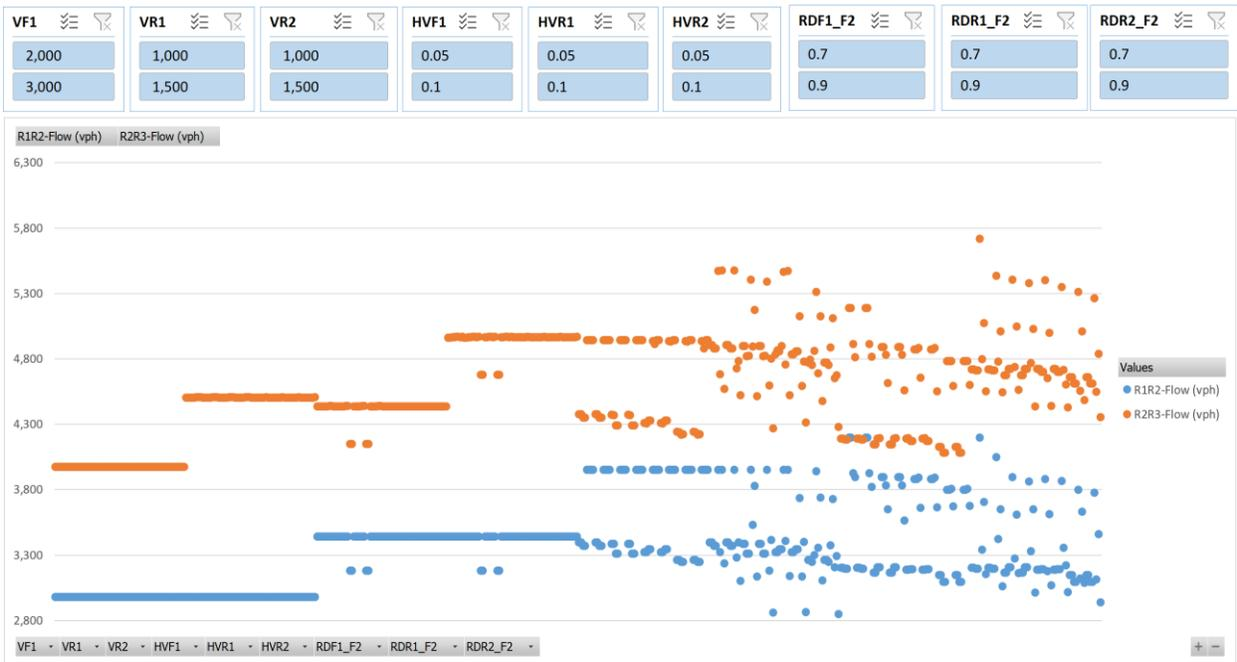 VF1 VR1 VR2 HVF1 HVR1 HVR2 RDF1_F2 RDR1_F2 RDR2_F2
2,000 1,000 1,000 0.05 0.05 0.05 0.7 0.7 0.7
3,000 1,500 1,500 0.1 0.1 0.1 0.9 0.9 0.9
R1R2-Flow (vph) R2R3-Flow (vph)
6,300
5,800
5,300
4,800
4,300
3,800
3,300
2,800
Values
R1R2-Flow (vph)
R2R3-Flow (vph)
VF1 VR1 VR2 HVF1 HVR1 HVR2 RDF1_F2 RDR1_F2 RDR2_F2
+ −